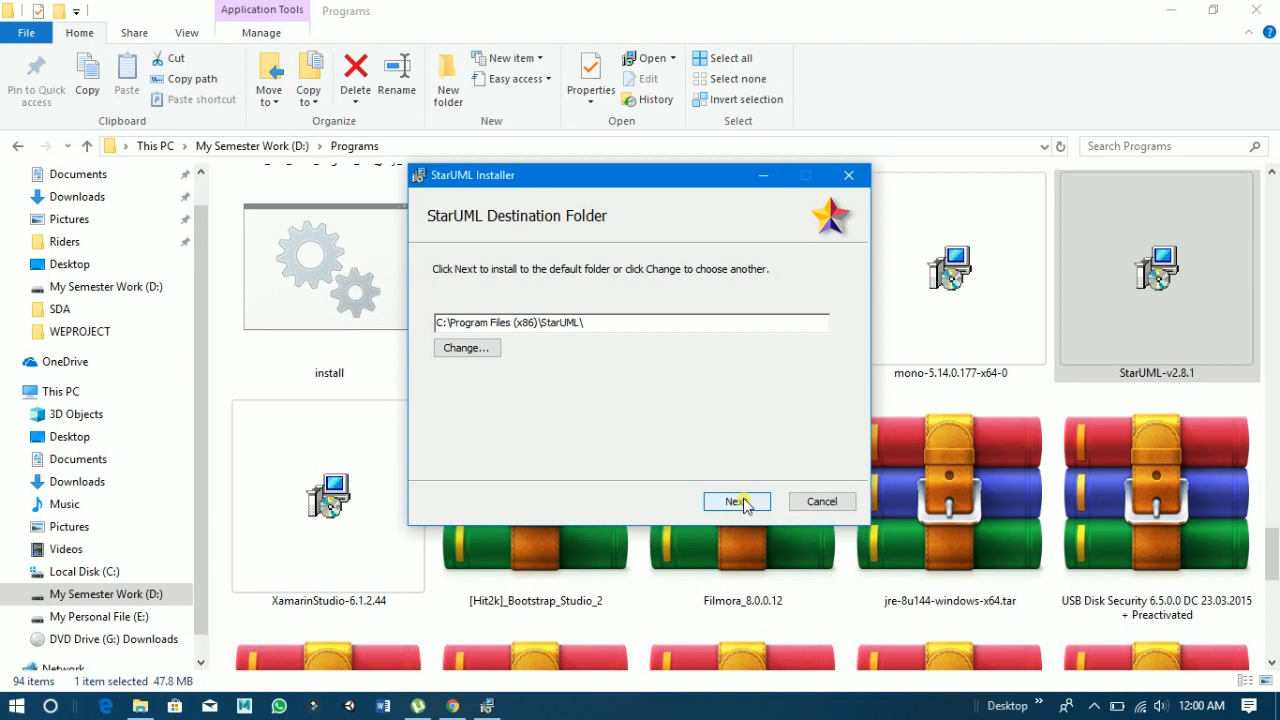 Application Tools
Programs
File
Home
Share
View
Manage
Pin to Quick access
Copy
Paste
Cut
Copy path
Paste shortcut
Move to
Copy to
Delete
Rename
New folder
New item
Easy access
Properties
Open
Edit
History
Select all
Select none
Invert selection
Clipboard
Organize
New
Open
Select
This PC
My Semester Work (D:)
Programs
Search Programs
Documents
Downloads
Pictures
Riders
Desktop
My Semester Work (D:)
SDA
WEPROJECT
OneDrive
This PC
3D Objects
Desktop
Documents
Downloads
Music
Pictures
Videos
Local Disk (C:)
My Semester Work (D:)
My Personal File (E:)
DVD Drive (G:) Downloads
Network
StarUML Installer
StarUML Destination Folder
Click Next to install to the default folder or click Change to choose another.
C:\Program Files (x86)\StarUML\
Change...
Next
Cancel
install
mono-5.14.0.177-x64-0
StarUML-v2.8.1
XamarinStudio-6.1.2.44
[Hit2k]_Bootstrap_Studio_2
Filmora_8.0.0.12
jre-8u144-windows-x64.tar
USB Disk Security 6.5.0.0 DC 23.03.2015
+ Preactivated
94 items
1 item selected 47.8 MB
Desktop
12:00 AM